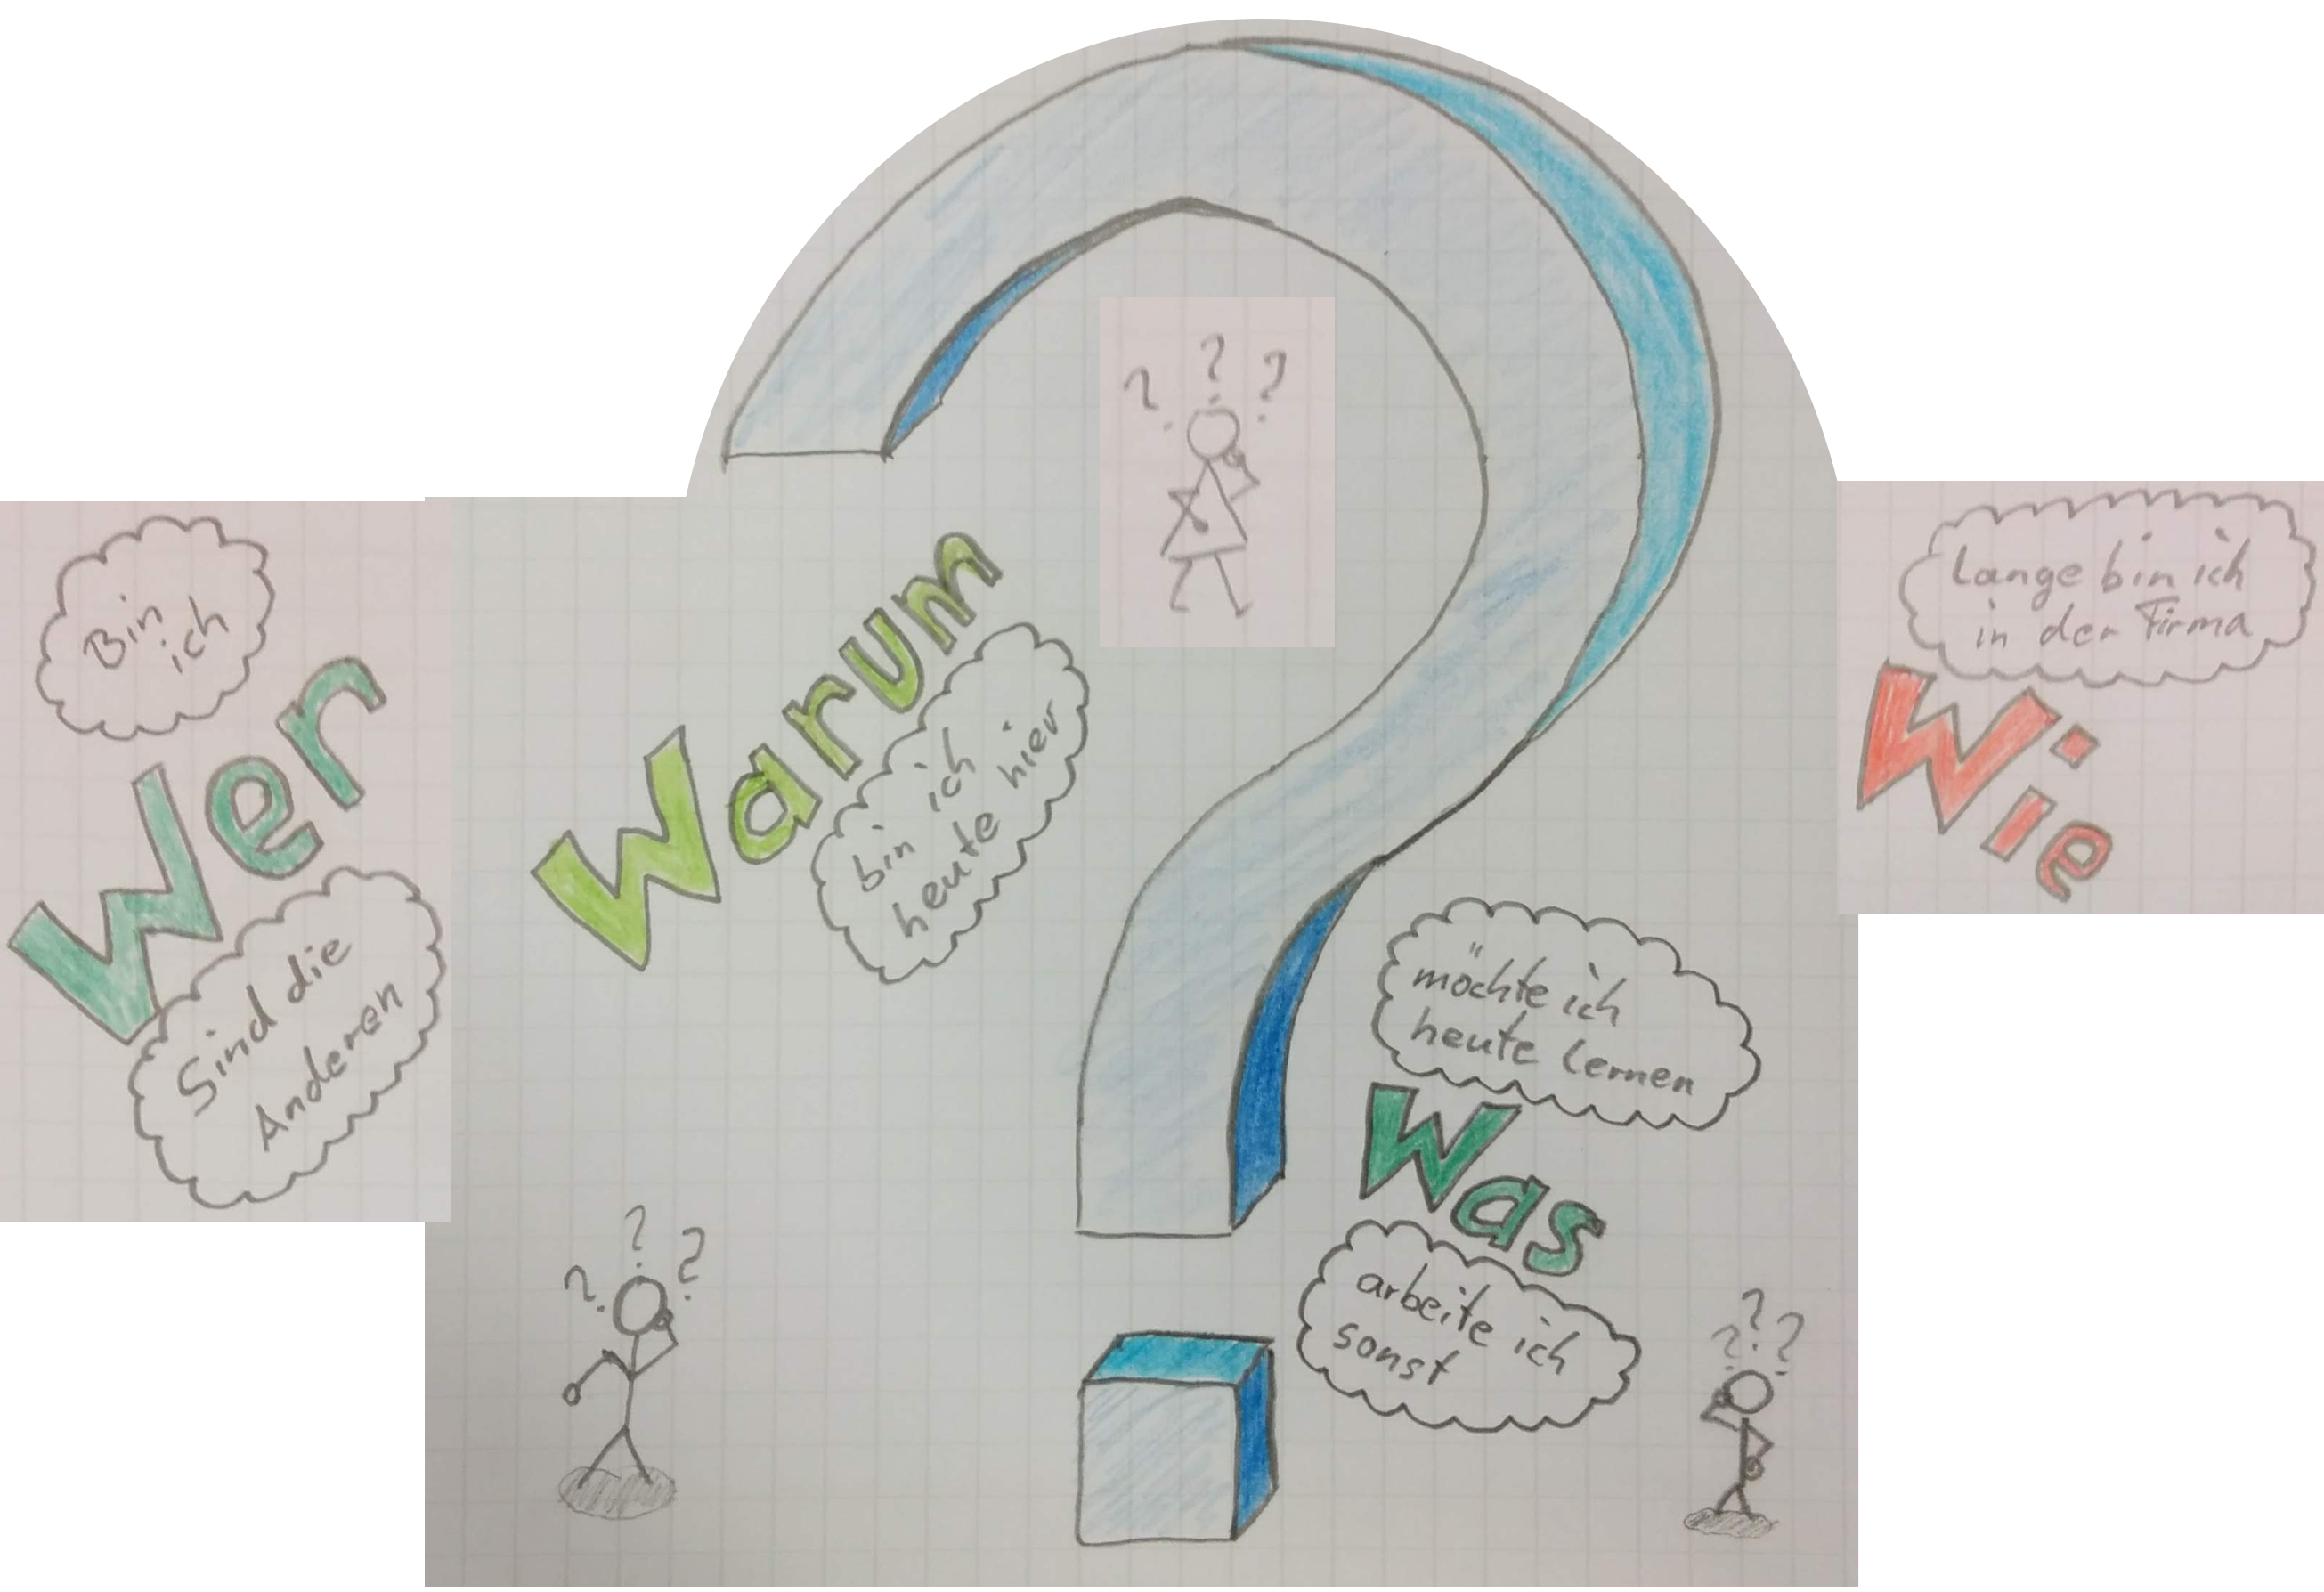 Bin
ich
Wer
Sind die
Anderen
Warum
bin ich
heute hier
? ? ?
Lange bin ich
in der Firma
Wie
möchte ich
heute lernen
Was
arbeite ich
sonst
? ? ?
? ? ?
?